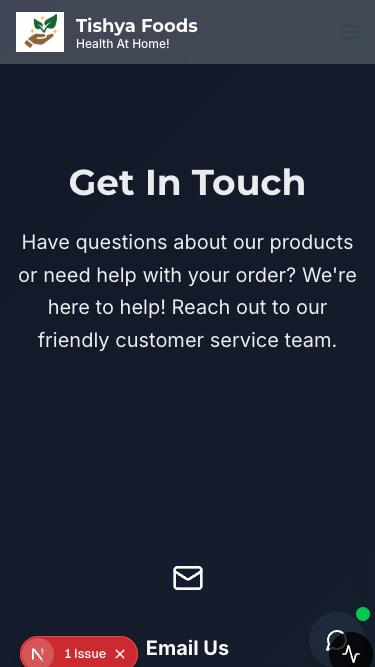 Tishya Foods
Health At Home!
Get In Touch
Have questions about our products
or need help with your order? We're
here to help! Reach out to our
friendly customer service team.
Email Us
N
1 Issue